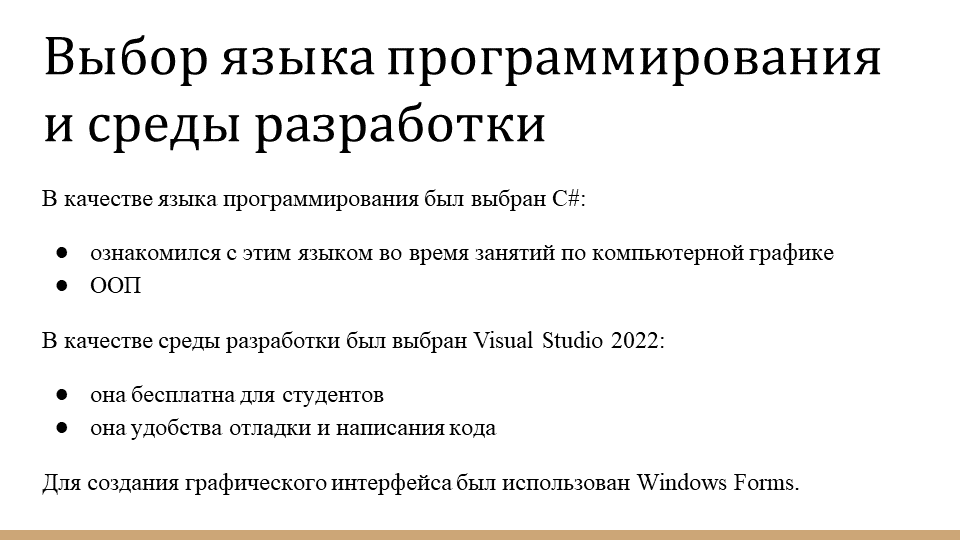 Выбор языка программирования
и среды разработки
В качестве языка программирования был выбран C#:
● ознакомился с этим языком во время занятий по компьютерной графике
● ООП
В качестве среды разработки был выбран Visual Studio 2022:
● она бесплатна для студентов
● она удобства отладки и написания кода
Для создания графического интерфейса был использован Windows Forms.